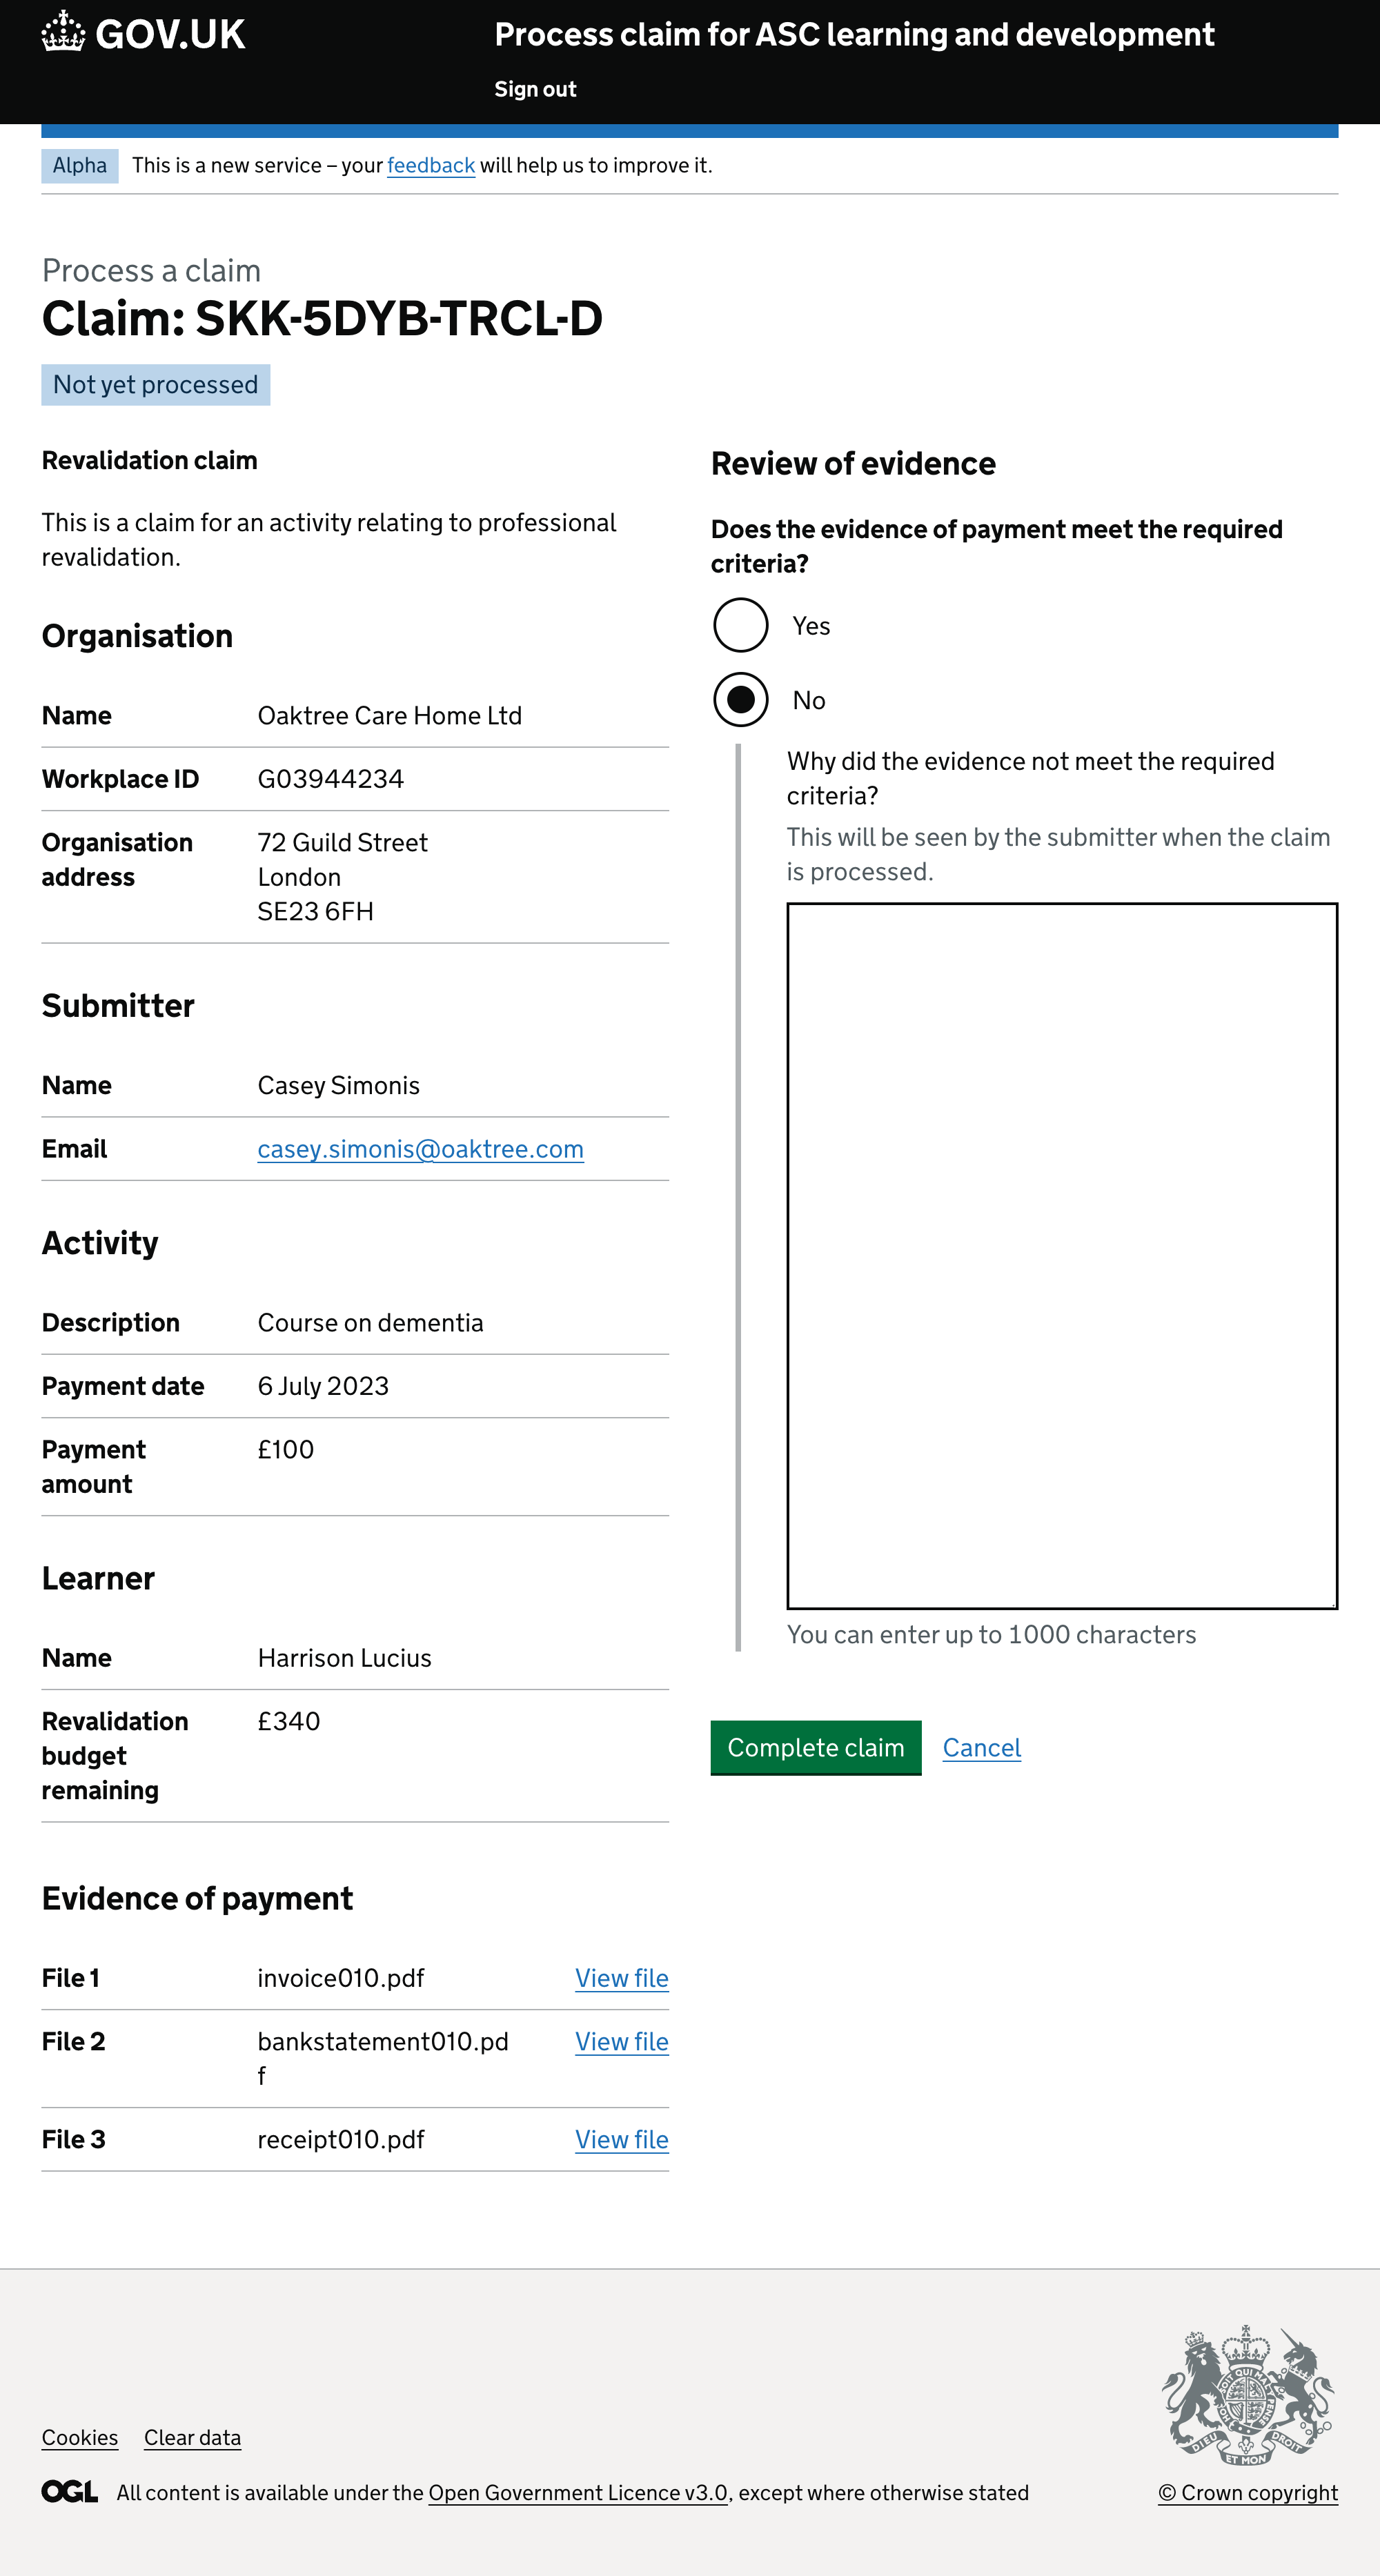 GOV.UK
Process claim for ASC learning and development
Sign out
Alpha
This is a new service – your feedback will help us to improve it.
Process a claim
Claim: SKK-5DYB-TRCL-D
Not yet processed
Revalidation claim
This is a claim for an activity relating to professional
revalidation.
Organisation
Name Oaktree Care Home Ltd
Workplace ID G03944234
Organisation
address
72 Guild Street
London
SE23 6FH
Submitter
Name Casey Simonis
Email casey.simonis@oaktree.com
Activity
Description Course on dementia
Payment date 6 July 2023
Payment
amount
£100
Learner
Name Harrison Lucius
Revalidation
budget
remaining
£340
Evidence of payment
File 1 invoice010.pdf View file
File 2 bankstatement010.pd View file
f
File 3 receipt010.pdf View file
Review of evidence
Does the evidence of payment meet the required
criteria?
Yes
No
Why did the evidence not meet the required
criteria?
This will be seen by the submitter when the claim
is processed.
You can enter up to 1000 characters
Complete claim Cancel
Cookies Clear data
OGL All content is available under the Open Government Licence v3.0, except where otherwise stated
DIEU ET MON DROIT
© Crown copyright